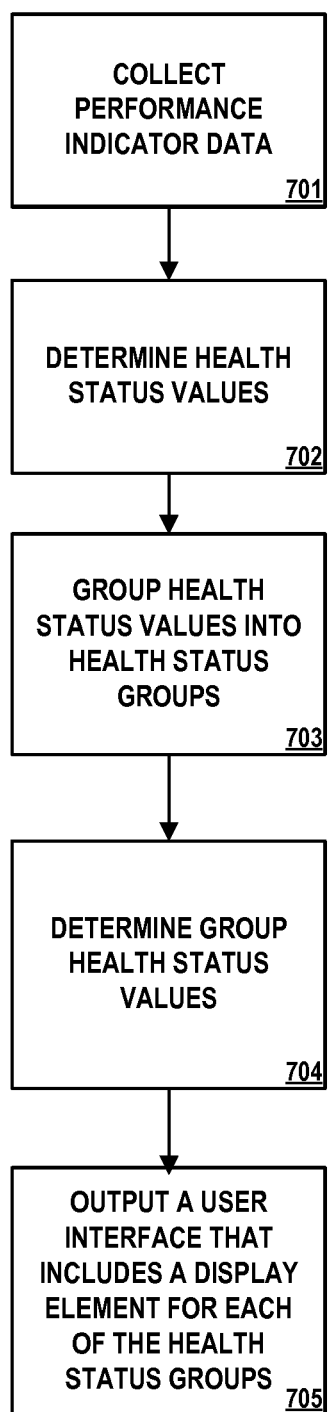 COLLECT
PERFORMANCE
INDICATOR DATA
701
DETERMINE HEALTH
STATUS VALUES
702
GROUP HEALTH
STATUS VALUES INTO
HEALTH STATUS
GROUPS
703
DETERMINE GROUP
HEALTH STATUS
VALUES
704
OUTPUT A USER
INTERFACE THAT
INCLUDES A DISPLAY
ELEMENT FOR EACH
OF THE HEALTH
STATUS GROUPS
705